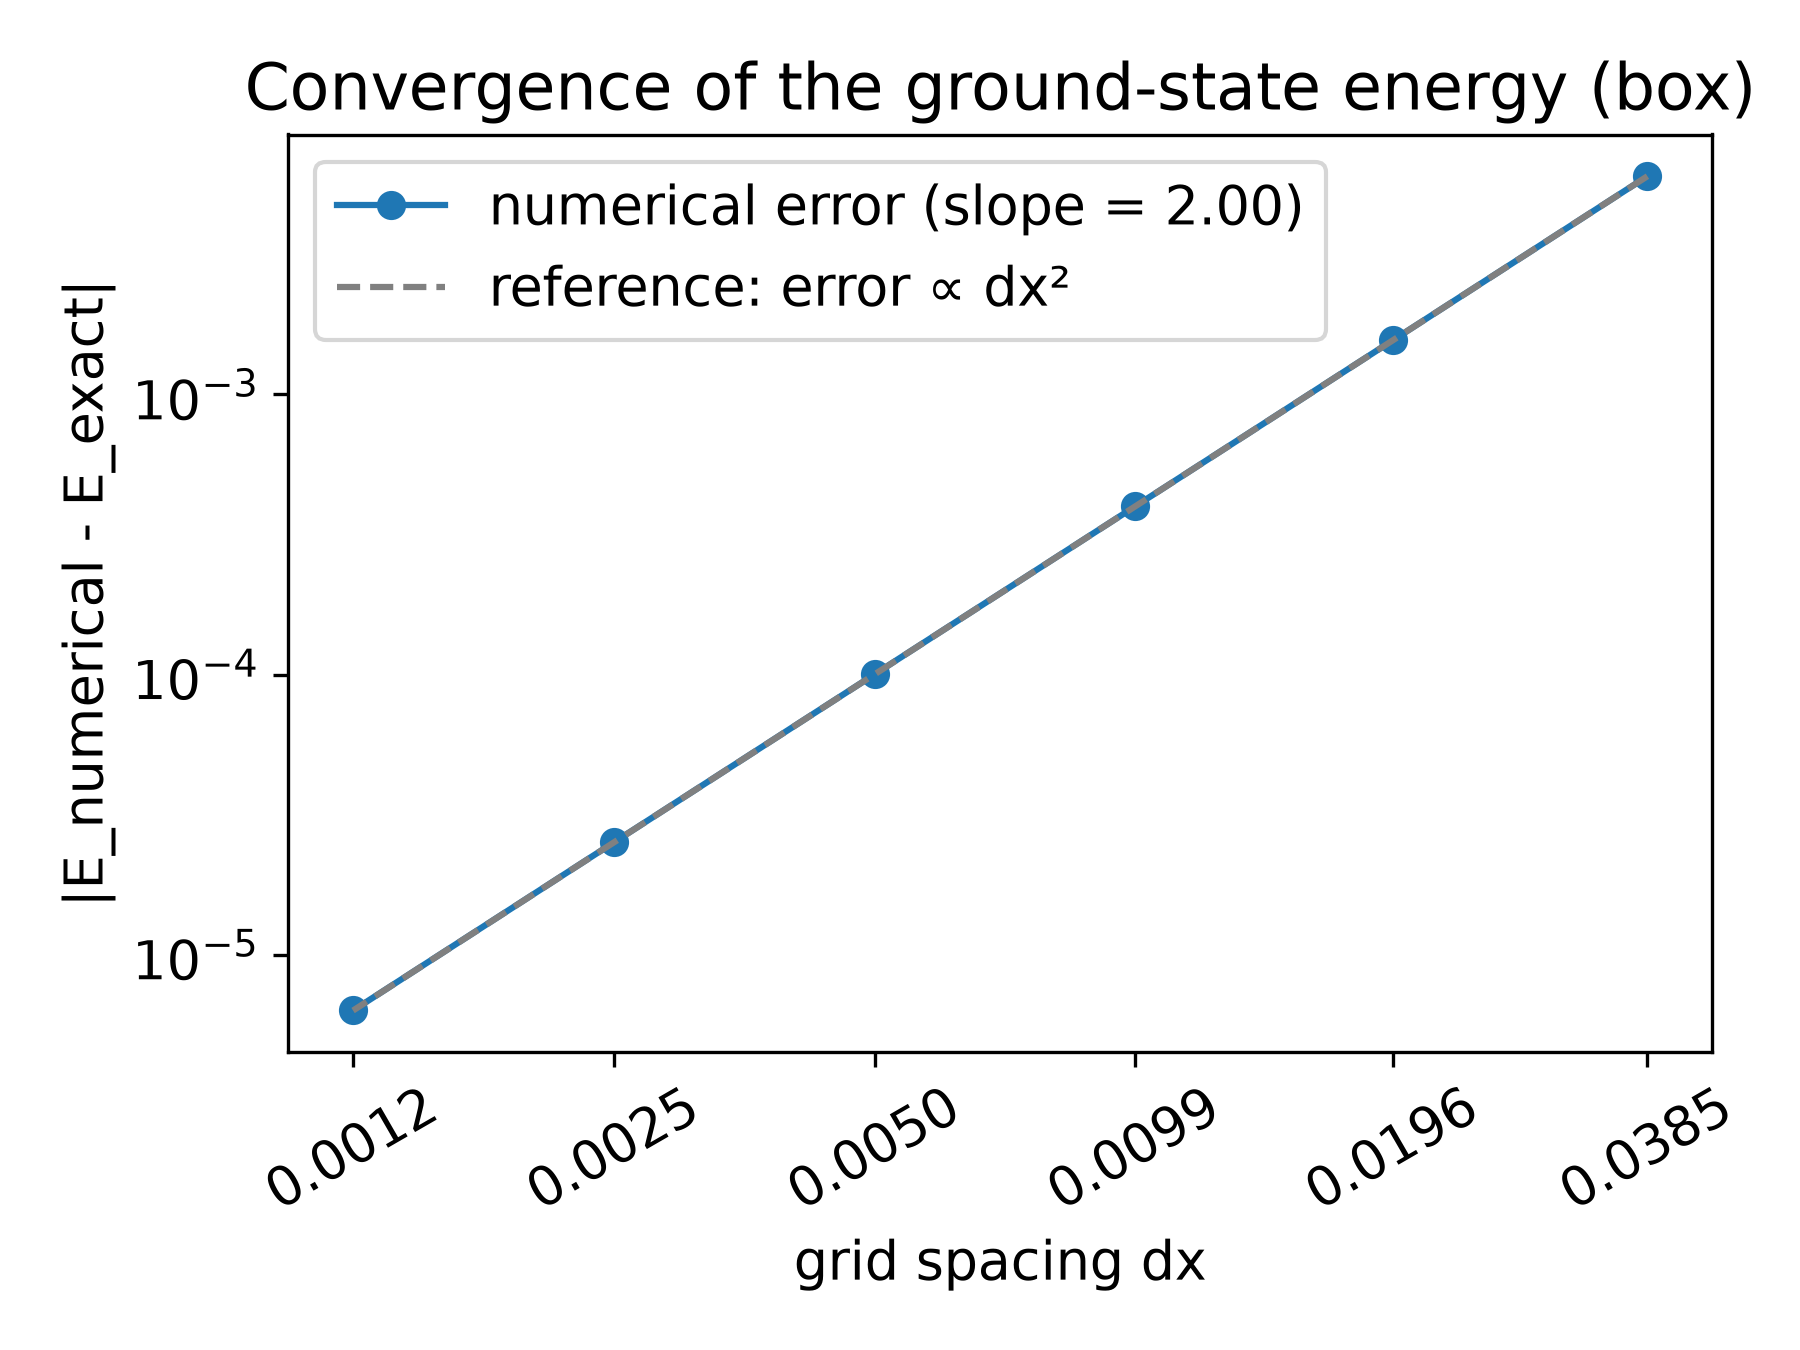 Convergence of the ground-state energy (box)
numerical error (slope = 2.00)
reference: error ∝ dx²
|E_numerical - E_exact|
10⁻³
10⁻⁴
10⁻⁵
0.0012
0.0025
0.0050
0.0099
0.0196
0.0385
grid spacing dx